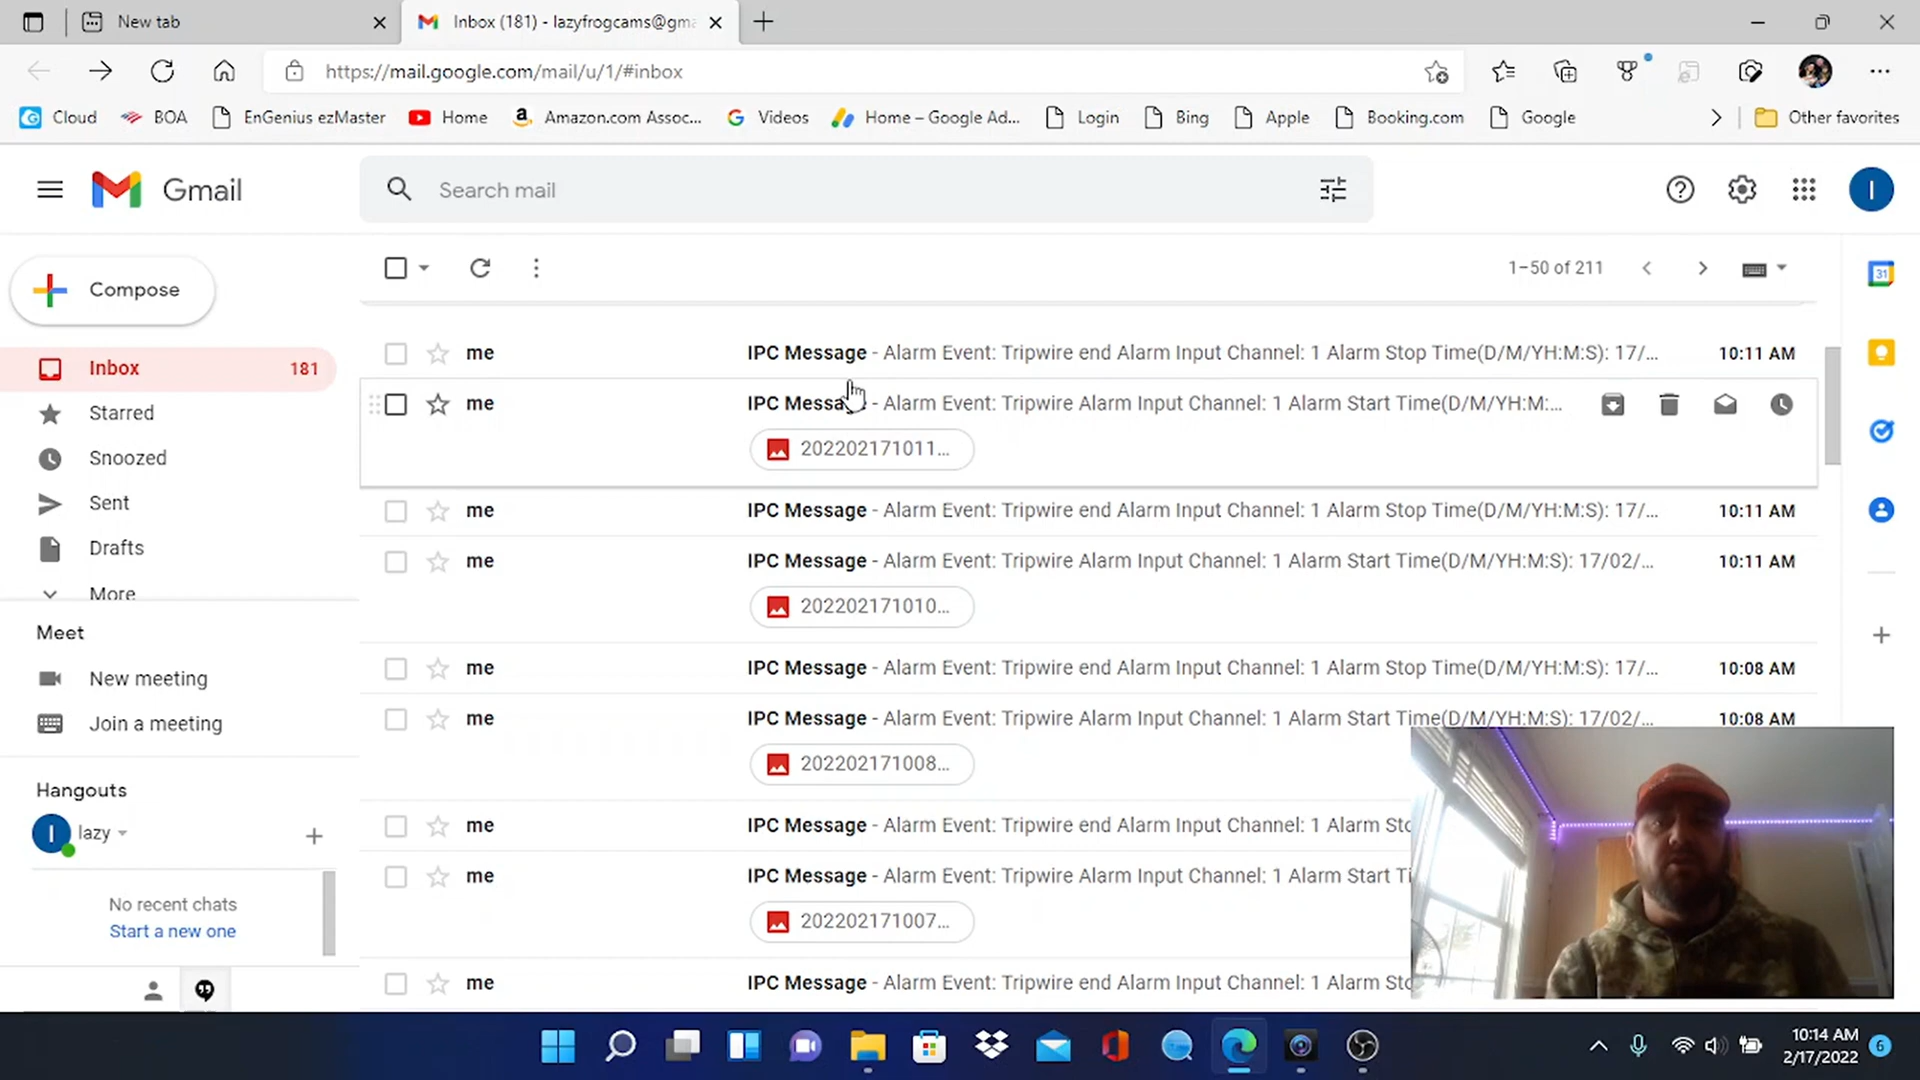 New tab
Inbox (181) - lazyfrogcams@gma
https://mail.google.com/mail/u/1/#inbox
Cloud BOA EnGenius ezMaster Home Amazon.com Assoc... Videos Home – Google Ad... Login Bing Apple Booking.com Google Other favorites
Gmail
Search mail
Compose
1–50 of 211
Inbox 181
Starred
Snoozed
Sent
Drafts
More
Meet
New meeting
Join a meeting
Hangouts
lazy
No recent chats
Start a new one
me IPC Message - Alarm Event: Tripwire end Alarm Input Channel: 1 Alarm Stop Time(D/M/YH:M:S): 17/... 10:11 AM
me IPC Message - Alarm Event: Tripwire Alarm Input Channel: 1 Alarm Start Time(D/M/YH:M:...
202202171011...
me IPC Message - Alarm Event: Tripwire end Alarm Input Channel: 1 Alarm Stop Time(D/M/YH:M:S): 17/... 10:11 AM
me IPC Message - Alarm Event: Tripwire Alarm Input Channel: 1 Alarm Start Time(D/M/YH:M:S): 17/02/... 10:11 AM
202202171010...
me IPC Message - Alarm Event: Tripwire end Alarm Input Channel: 1 Alarm Stop Time(D/M/YH:M:S): 17/... 10:08 AM
me IPC Message - Alarm Event: Tripwire Alarm Input Channel: 1 Alarm Start Time(D/M/YH:M:S): 17/02/... 10:08 AM
202202171008...
me IPC Message - Alarm Event: Tripwire end Alarm Input Channel: 1 Alarm Sto
me IPC Message - Alarm Event: Tripwire Alarm Input Channel: 1 Alarm Start Ti
202202171007...
me IPC Message - Alarm Event: Tripwire end Alarm Input Channel: 1 Alarm Sto
31
10:14 AM
2/17/2022
6